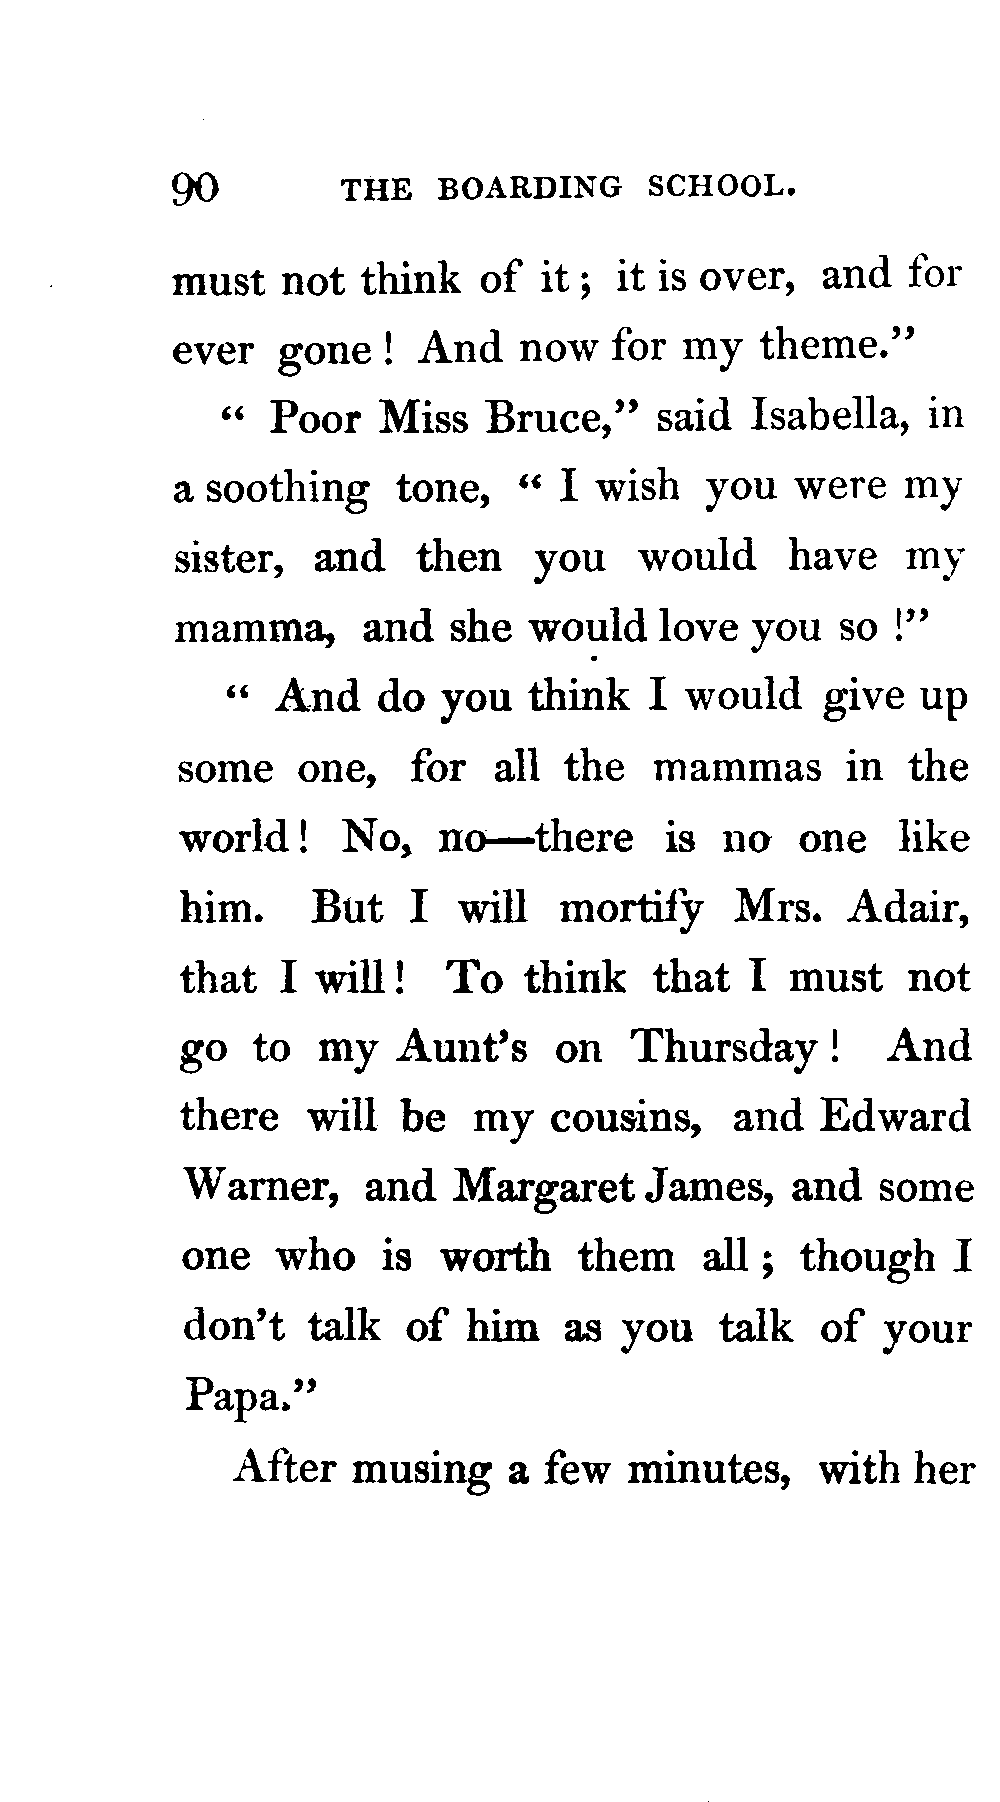 90 THE BOARDING SCHOOL.
must not think of it ; it is over, and for
ever gone ! And now for my theme.”
“ Poor Miss Bruce,” said Isabella, in
a soothing tone, “ I wish you were my
sister, and then you would have my
mamma, and she would love you so !”
“ And do you think I would give up
some one, for all the mammas in the
world ! No, no—there is no one like
him. But I will mortify Mrs. Adair,
that I will ! To think that I must not
go to my Aunt’s on Thursday ! And
there will be my cousins, and Edward
Warner, and Margaret James, and some
one who is worth them all ; though I
don’t talk of him as you talk of your
Papa.”
After musing a few minutes, with her